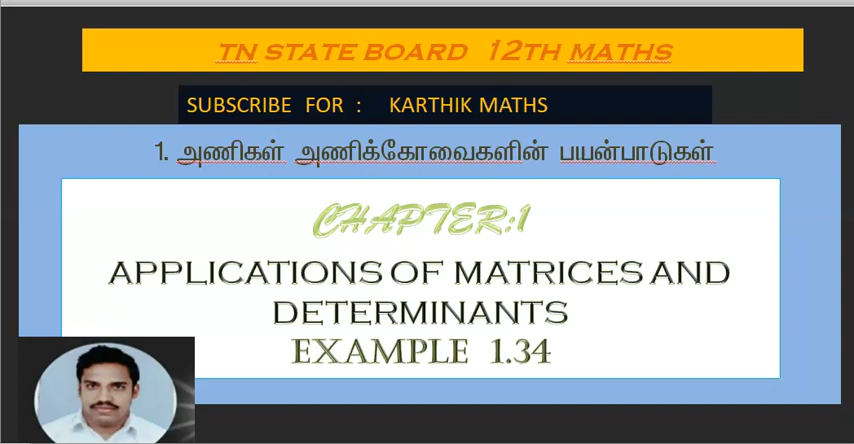 TN STATE BOARD 12TH MATHS
SUBSCRIBE FOR : KARTHIK MATHS
1. அணிகள் அணிக்கோவைகளின் பயன்பாடுகள்
CHAPTER:1
APPLICATIONS OF MATRICES AND
DETERMINANTS
EXAMPLE 1.34